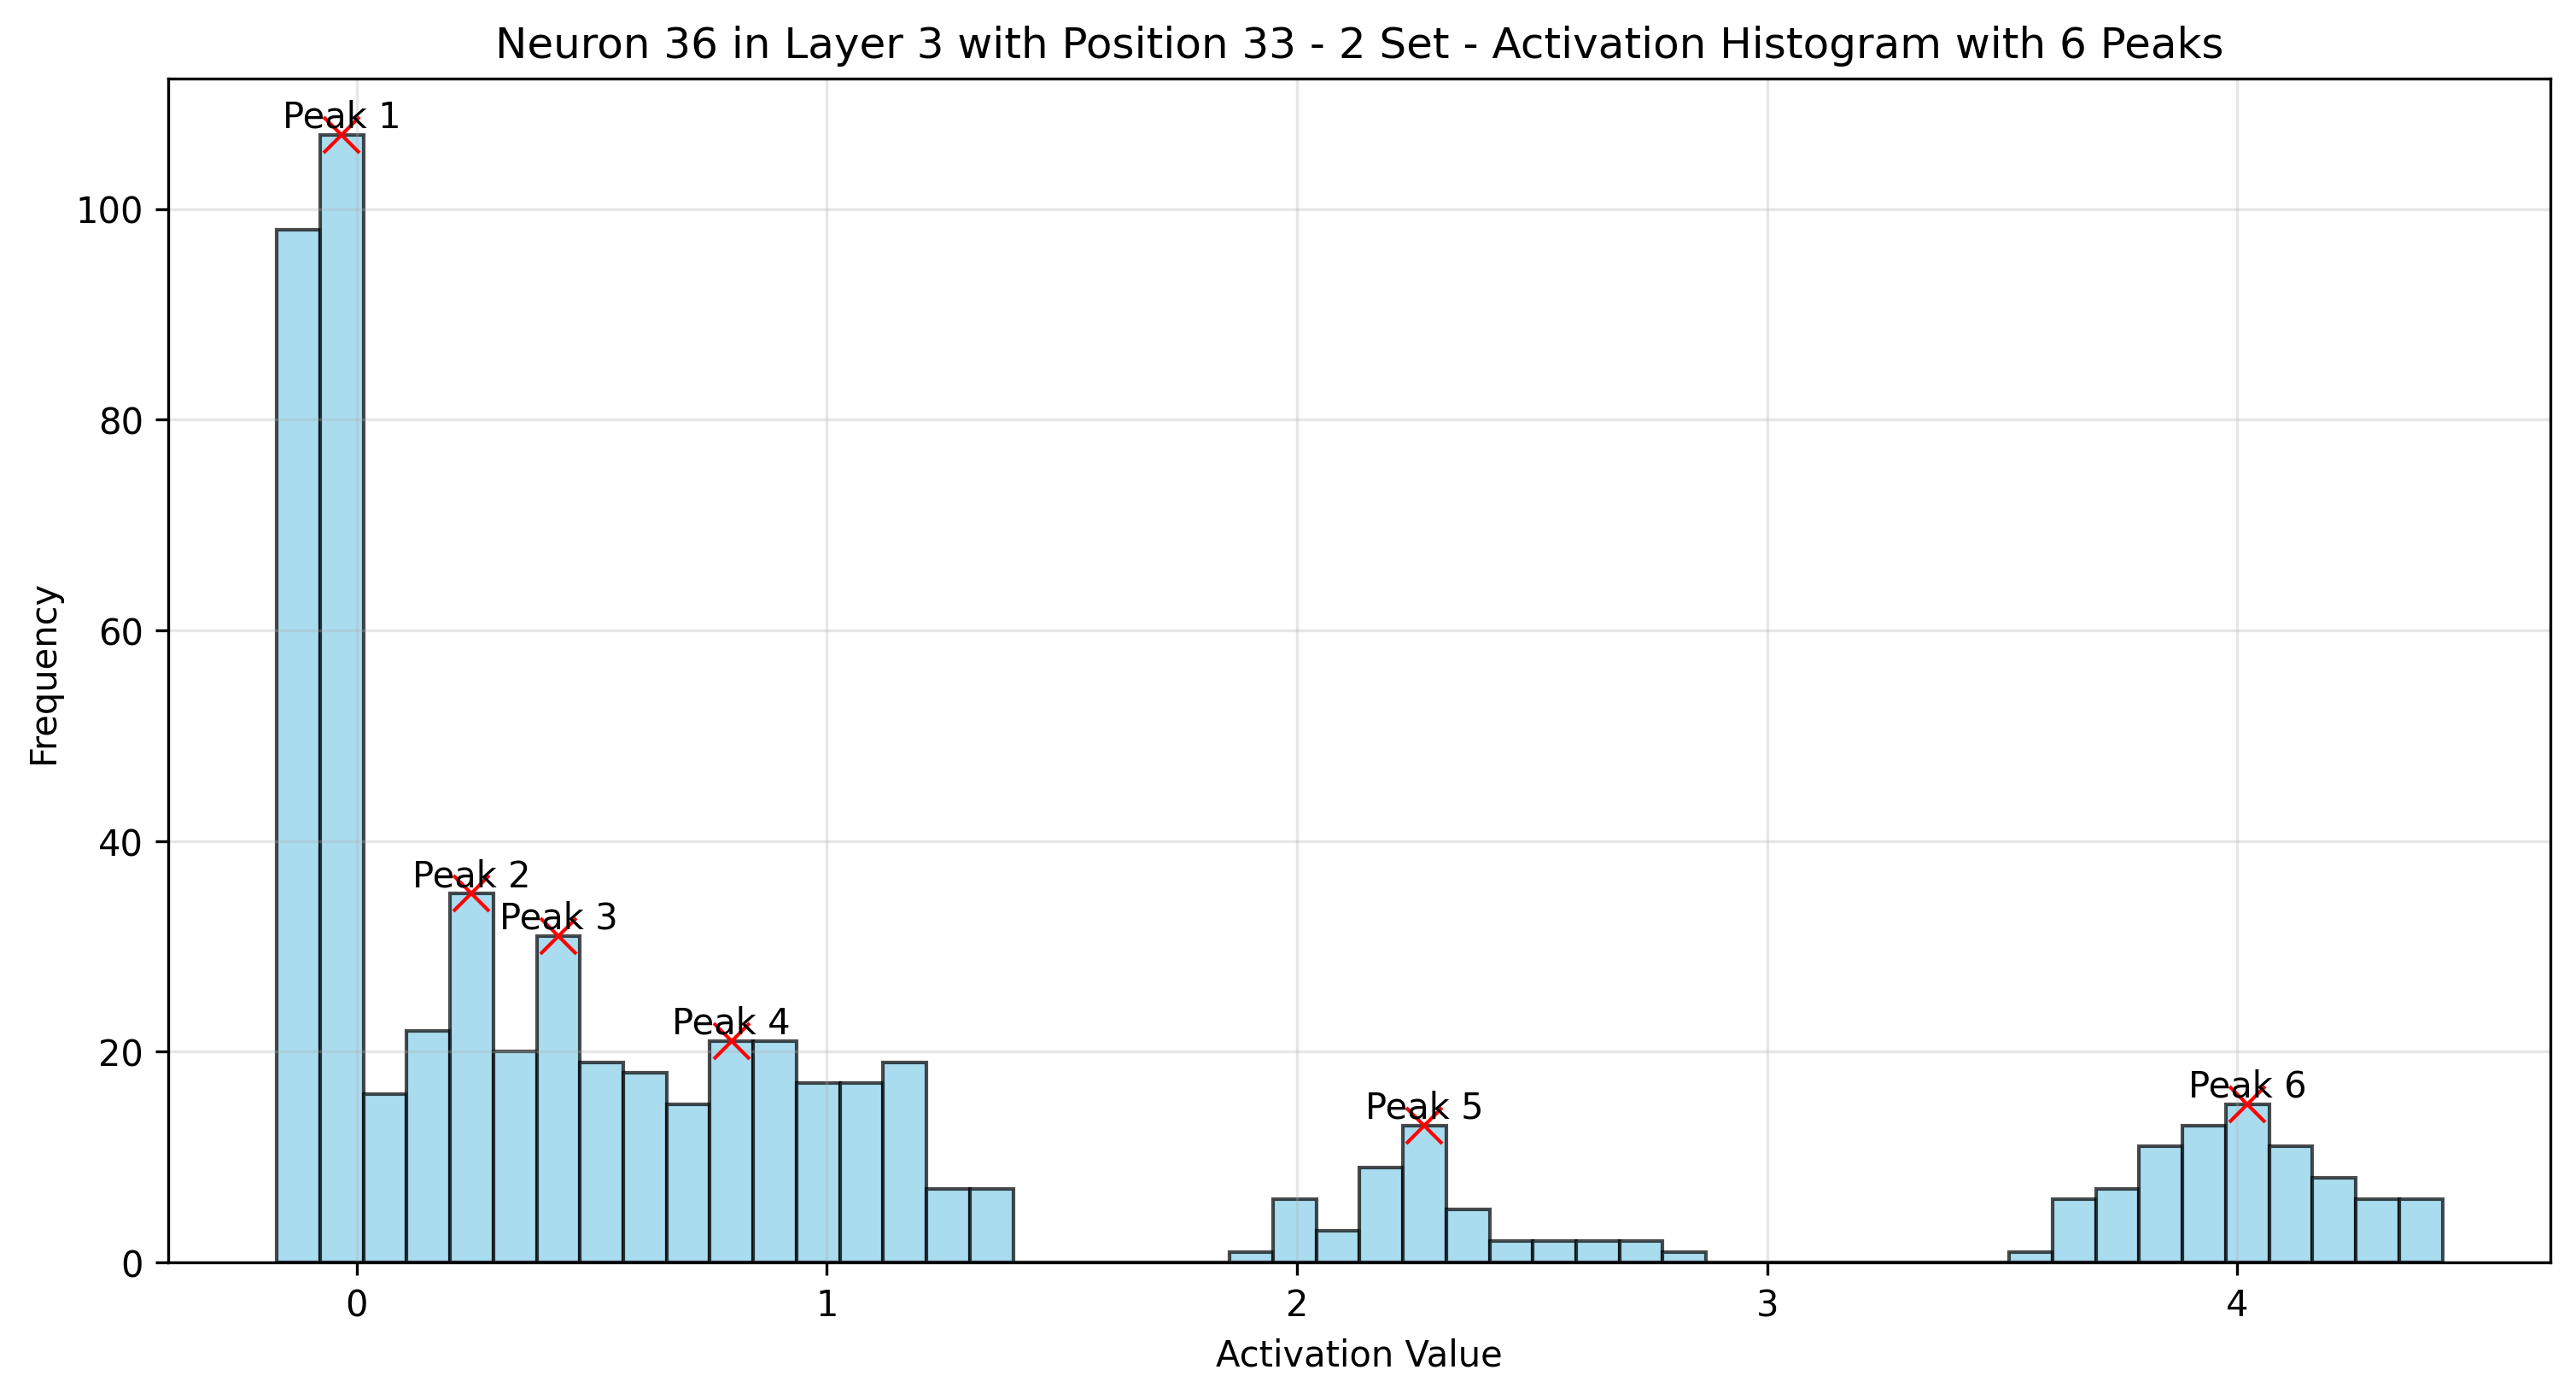 Neuron 36 in Layer 3 with Position 33 - 2 Set - Activation Histogram with 6 Peaks
Peak 1
100
80
60
Frequency
40
Peak 2
Peak 3
Peak 4
20
Peak 5
Peak 6
0
0 1 2 3 4
Activation Value